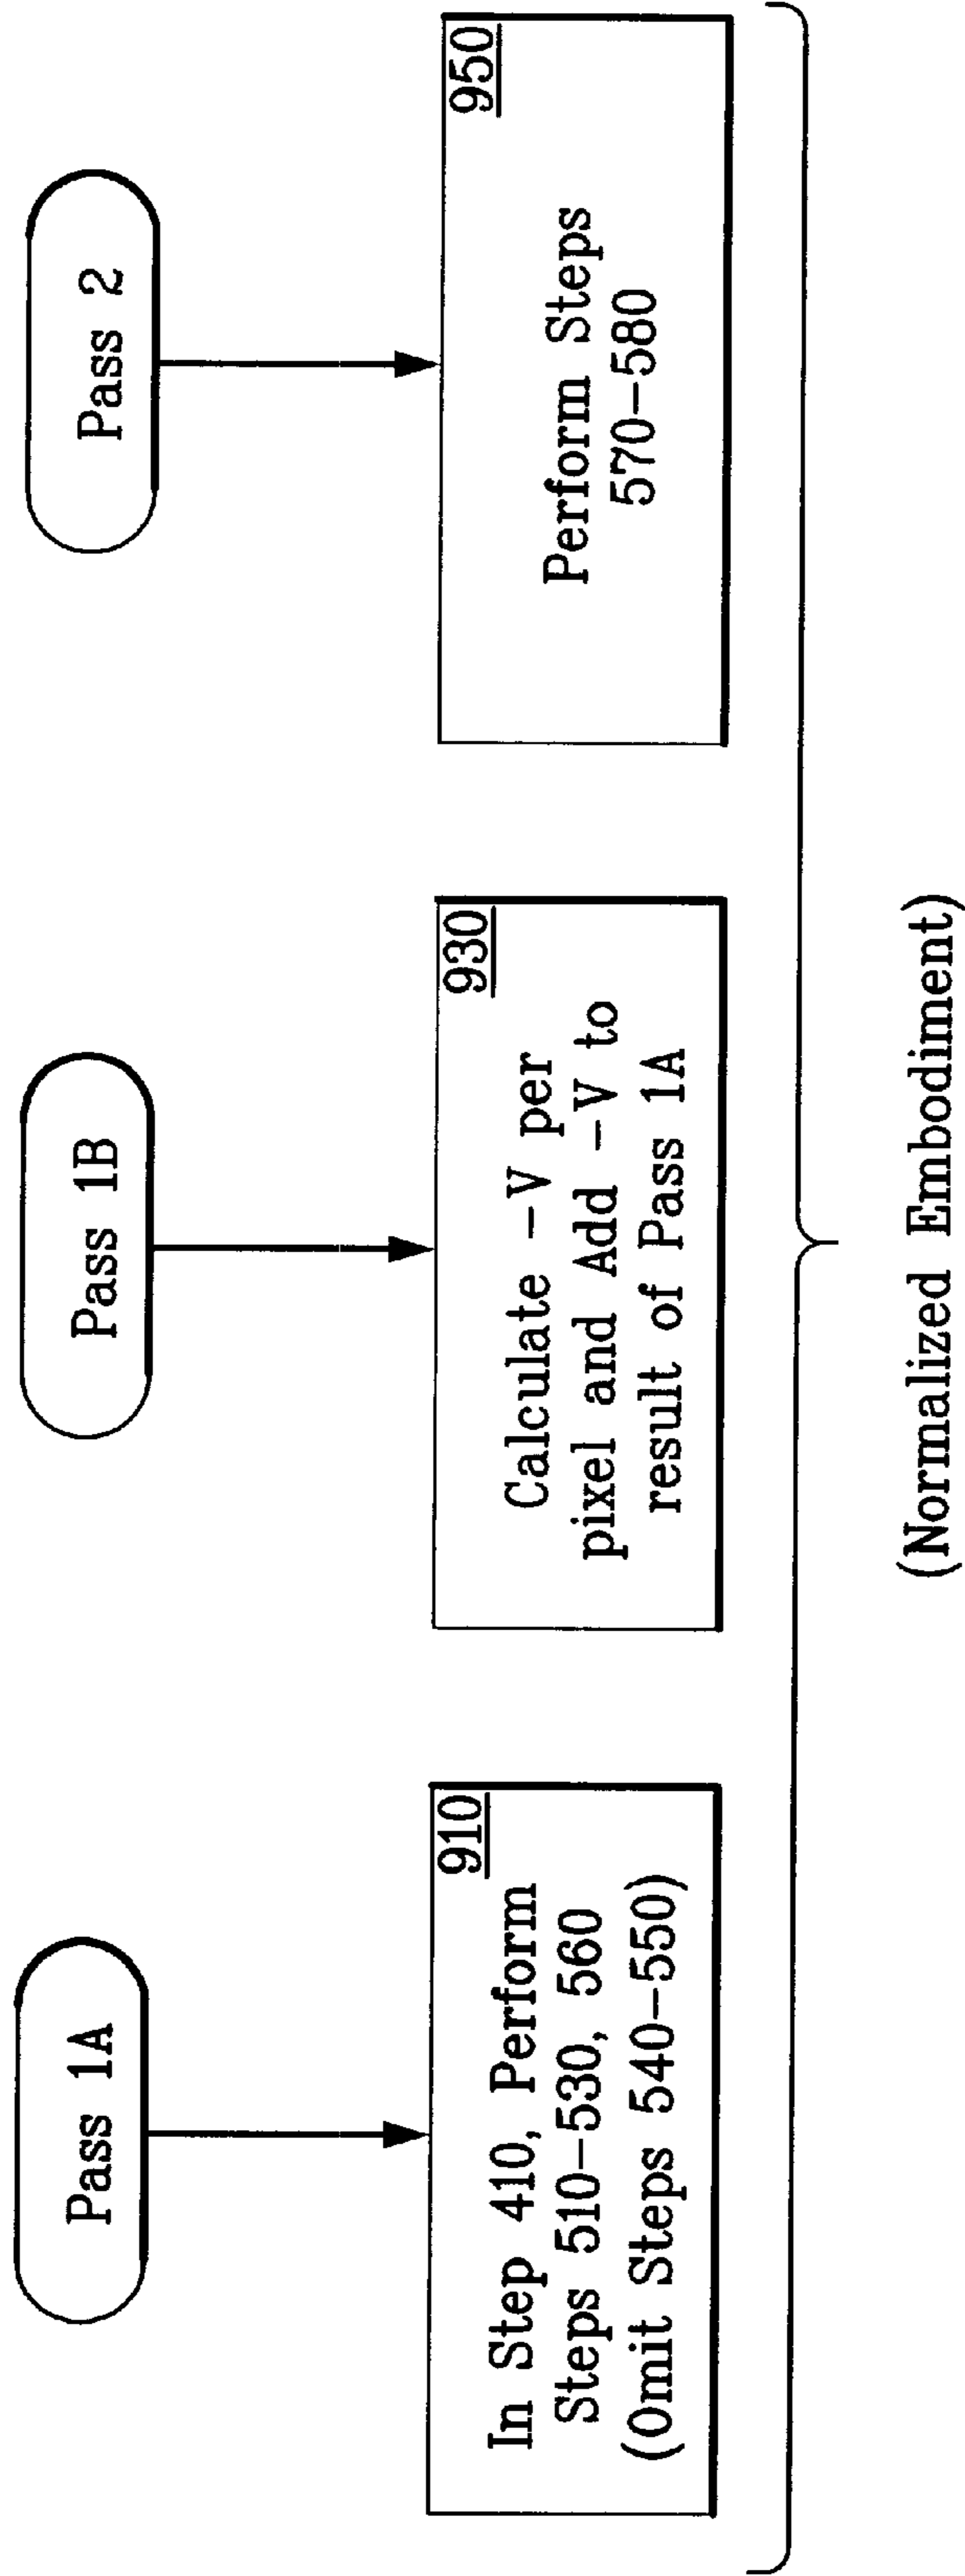 Pass 1A
In Step 410, Perform
Steps 510-530, 560
(Omit Steps 540-550)
910
Pass 1B
Calculate -V per
pixel and Add -V to
result of Pass 1A
930
Pass 2
Perform Steps
570-580
950
(Normalized Embodiment)